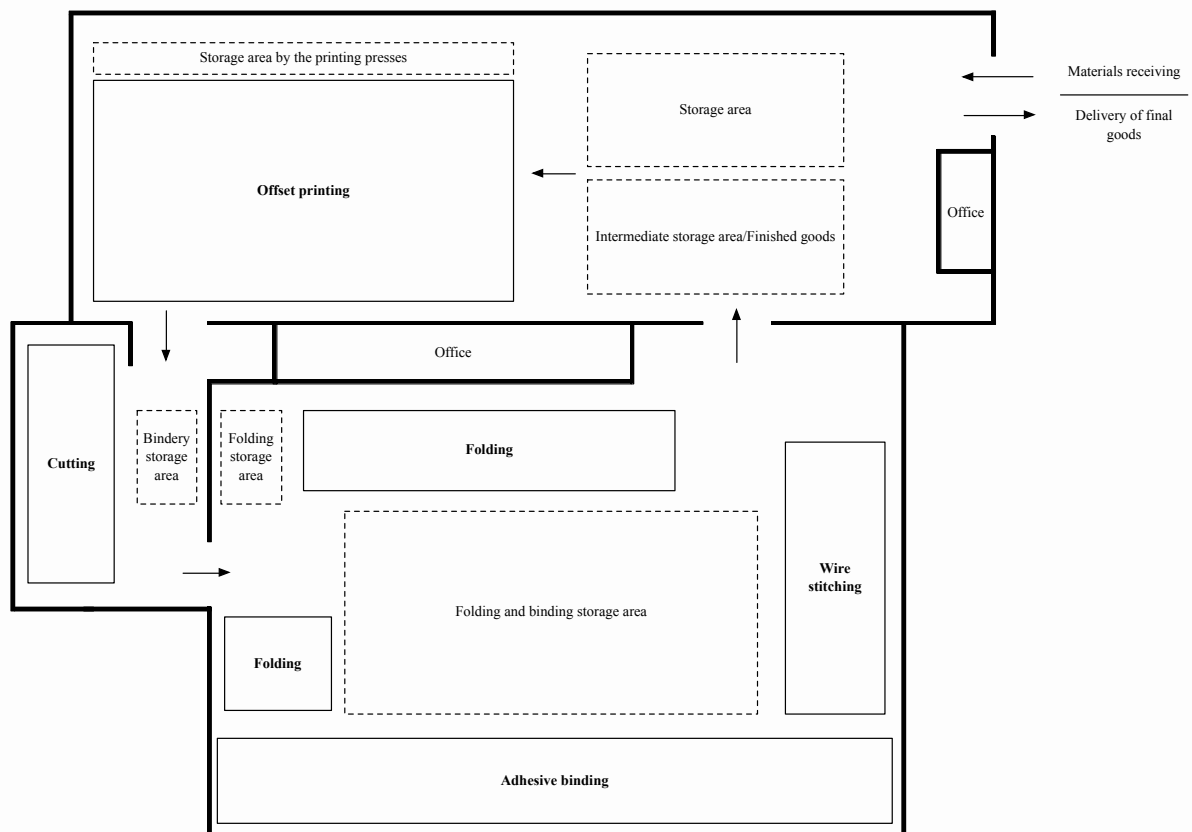 Storage area by the printing presses
Storage area
Materials receiving
Delivery of final
goods
Offset printing
Intermediate storage area/Finished goods
Office
Office
Cutting
Bindery
storage
area
Folding
storage
area
Folding
Wire
stitching
Folding and binding storage area
Folding
Adhesive binding